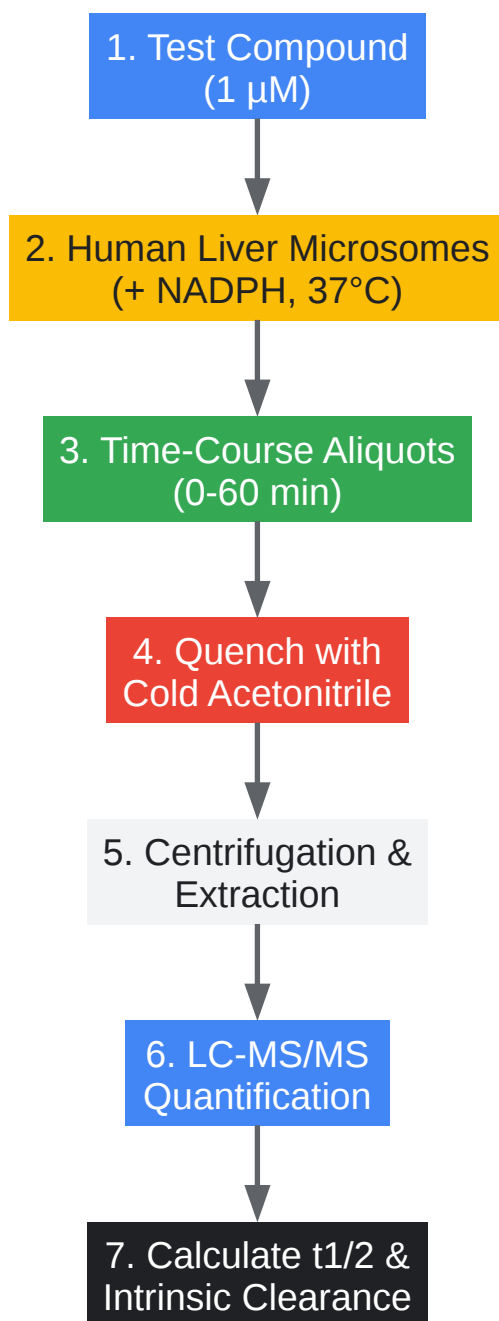 1. Test Compound
(1 µM)
2. Human Liver Microsomes
(+ NADPH, 37°C)
3. Time-Course Aliquots
(0-60 min)
4. Quench with
Cold Acetonitrile
5. Centrifugation &
Extraction
6. LC-MS/MS
Quantification
7. Calculate t1/2 &
Intrinsic Clearance